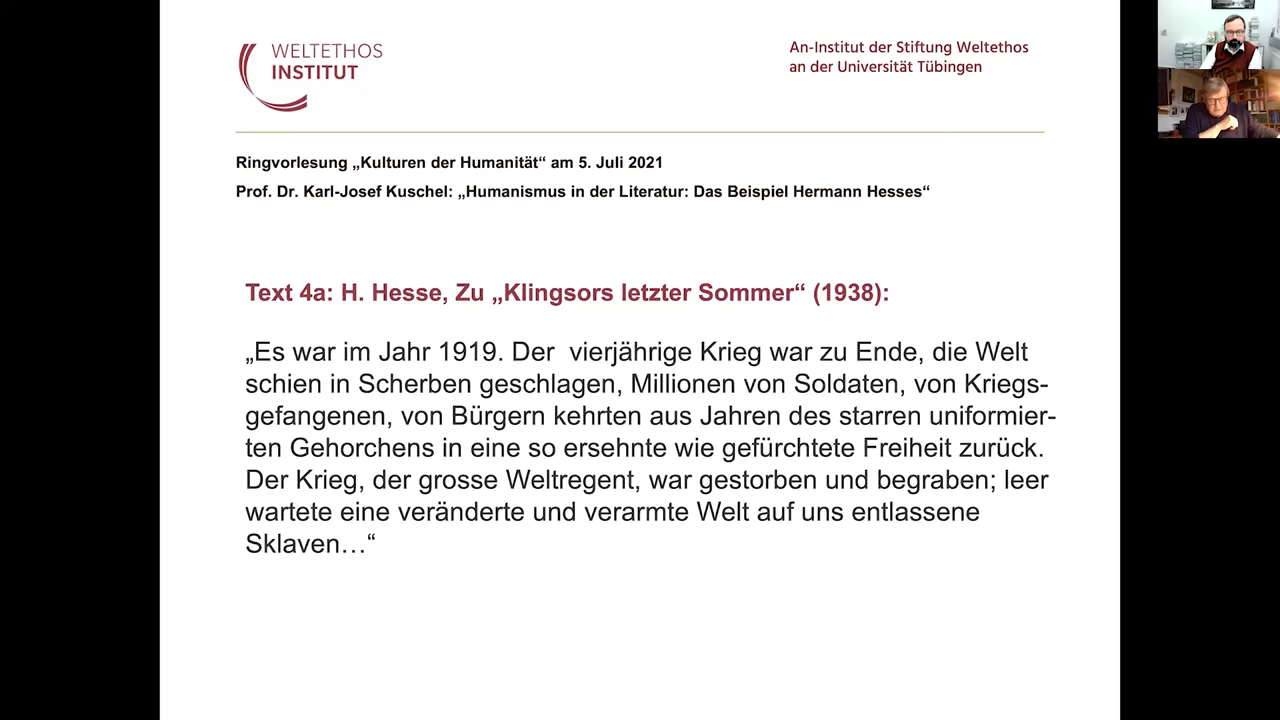 WELTETHOS
INSTITUT
An-Institut der Stiftung Weltethos
an der Universität Tübingen
Ringvorlesung „Kulturen der Humanität“ am 5. Juli 2021
Prof. Dr. Karl-Josef Kuschel: „Humanismus in der Literatur: Das Beispiel Hermann Hesses“
Text 4a: H. Hesse, Zu „Klingsors letzter Sommer“ (1938):
„Es war im Jahr 1919. Der  vierjährige Krieg war zu Ende, die Welt
schien in Scherben geschlagen, Millionen von Soldaten, von Kriegs-
gefangenen, von Bürgern kehrten aus Jahren des starren uniformier-
ten Gehorchens in eine so ersehnte wie gefürchtete Freiheit zurück.
Der Krieg, der grosse Weltregent, war gestorben und begraben; leer
wartete eine veränderte und verarmte Welt auf uns entlassene
Sklaven…“